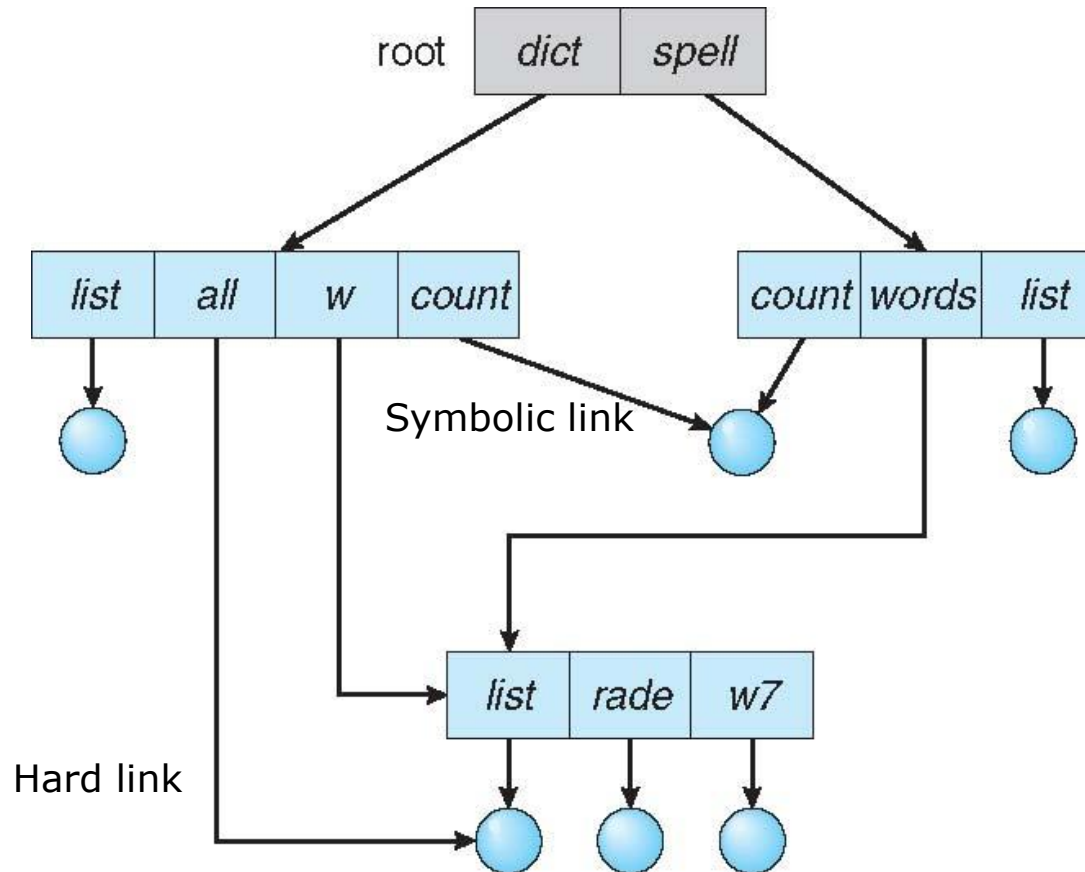 root dict spell
list all w count count words list
Symbolic link
list rade w7
Hard link